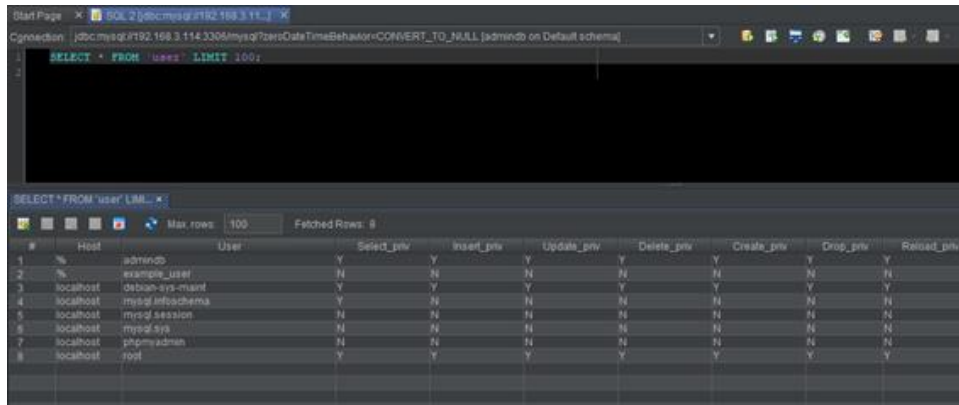 Start Page SQL 2 [jdbc:mysql://192.168.3.11...]
Connection: jdbc:mysql://192.168.3.114:3306/mysql?zeroDateTimeBehavior=CONVERT_TO_NULL [admindb on Default schema]
1 SELECT * FROM `user` LIMIT 100;
2
SELECT * FROM `user` LIMI...
Max. rows: 100 Fetched Rows: 8
# Host User Select_priv Insert_priv Update_priv Delete_priv Create_priv Drop_priv Reload_priv
1 % admindb Y Y Y Y Y Y Y
2 % example_user N N N N N N N
3 localhost debian-sys-maint Y Y Y Y Y Y Y
4 localhost mysql.infoschema Y N N N N N N
5 localhost mysql.session N N N N N N N
6 localhost mysql.sys N N N N N N N
7 localhost phpmyadmin N N N N N N N
8 localhost root Y Y Y Y Y Y Y